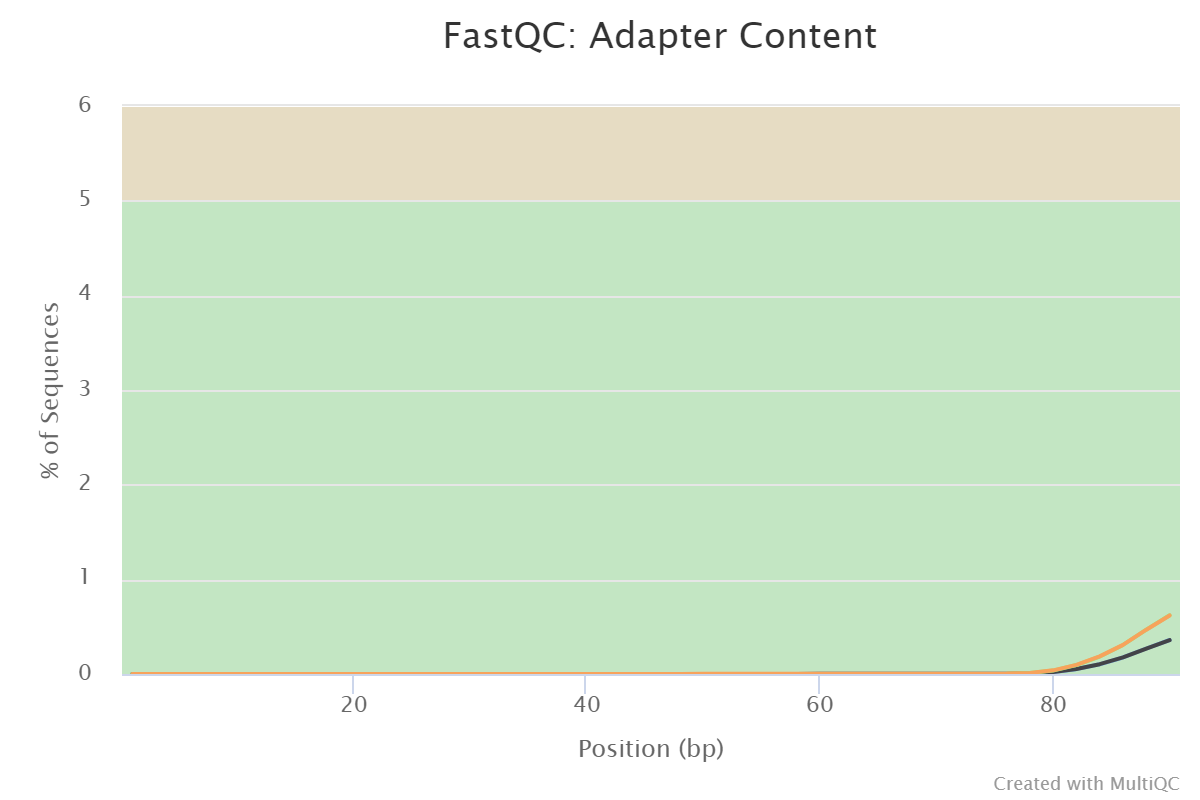 FastQC: Adapter Content
6
5
4
3
2
1
0
% of Sequences
20 40 60 80
Position (bp)
Created with MultiQC